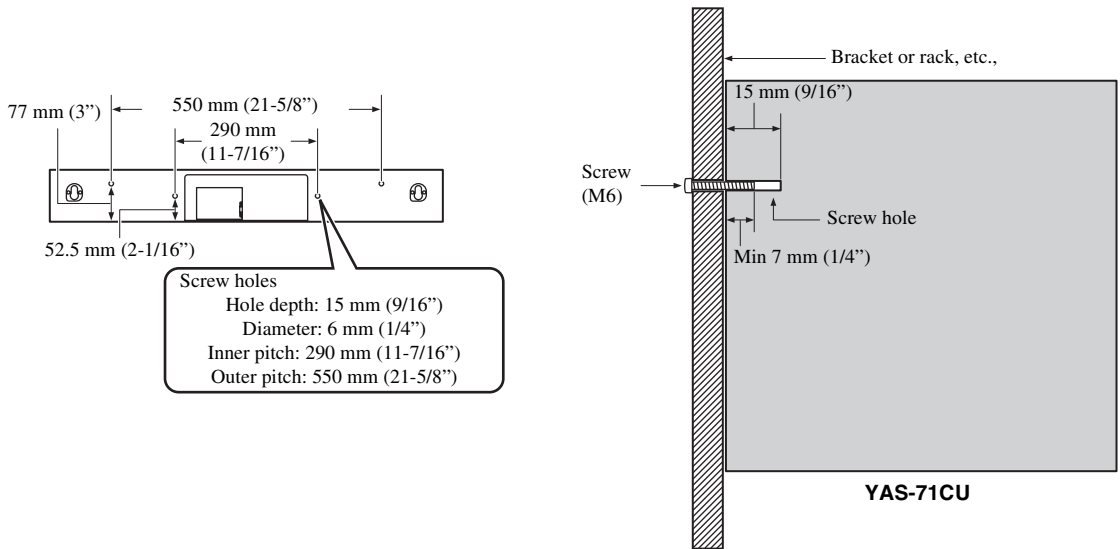 77 mm (3”)
550 mm (21-5/8”)
290 mm
(11-7/16”)
52.5 mm (2-1/16”)
Screw holes
Hole depth: 15 mm (9/16”)
Diameter: 6 mm (1/4”)
Inner pitch: 290 mm (11-7/16”)
Outer pitch: 550 mm (21-5/8”)
Bracket or rack, etc.,
15 mm (9/16”)
Screw
(M6)
Screw hole
Min 7 mm (1/4”)
YAS-71CU